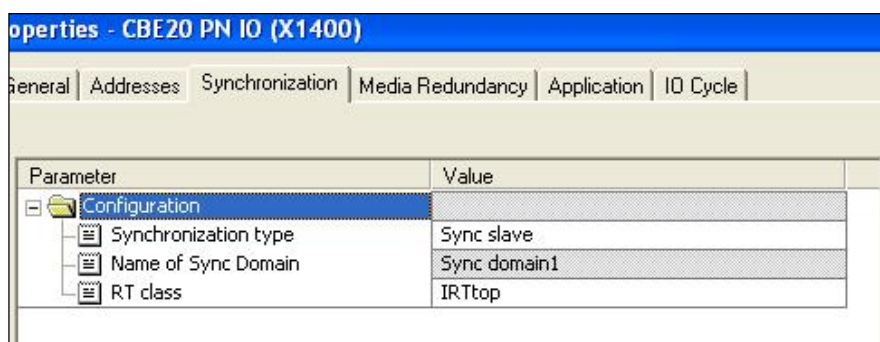 operties - CBE20 PN IO (X1400)
General Addresses Synchronization Media Redundancy Application IO Cycle
Parameter Value
Configuration
Synchronization type Sync slave
Name of Sync Domain Sync domain1
RT class IRTtop